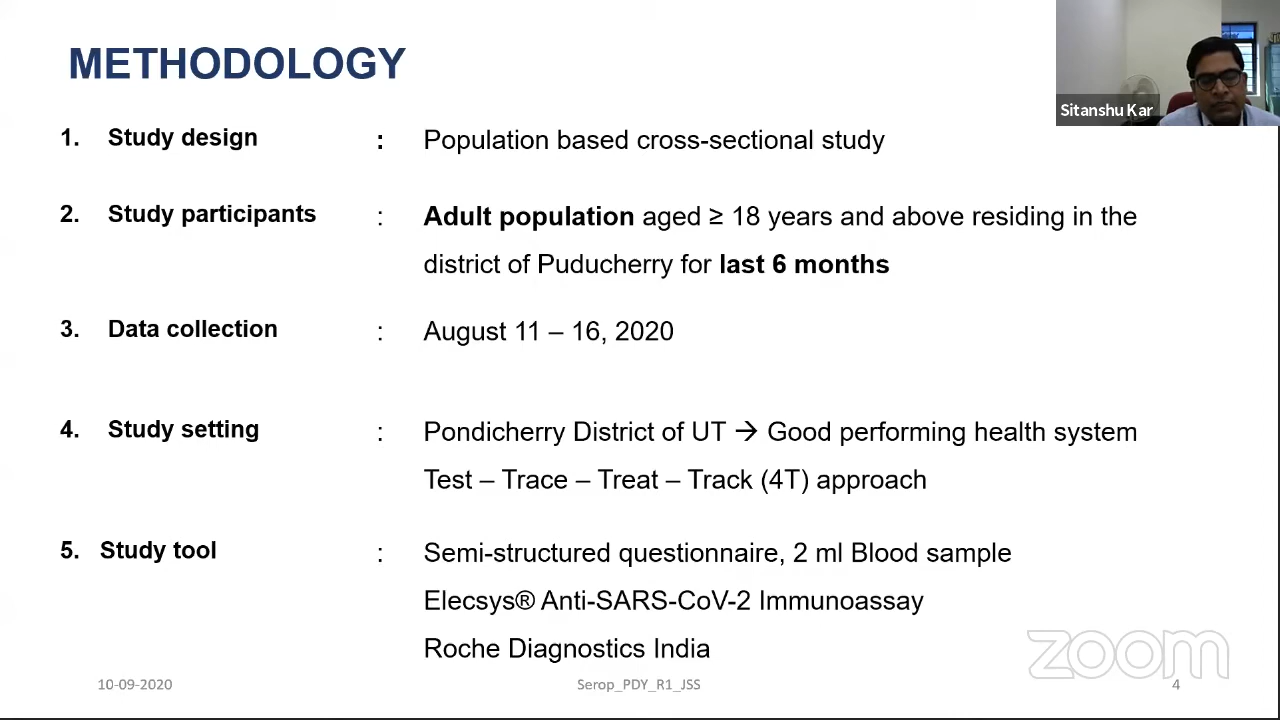 METHODOLOGY
Sitanshu Kar
1. Study design : Population based cross-sectional study
2. Study participants : Adult population aged ≥ 18 years and above residing in the
district of Puducherry for last 6 months
3. Data collection : August 11 – 16, 2020
4. Study setting : Pondicherry District of UT → Good performing health system
Test – Trace – Treat – Track (4T) approach
5. Study tool : Semi-structured questionnaire, 2 ml Blood sample
Elecsys® Anti-SARS-CoV-2 Immunoassay
Roche Diagnostics India
zoom
10-09-2020 Serop_PDY_R1_JSS 4